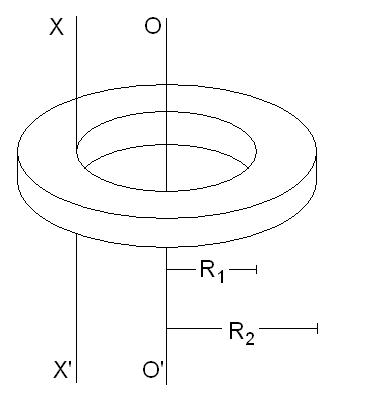 X O
R₁
R₂
X' O'